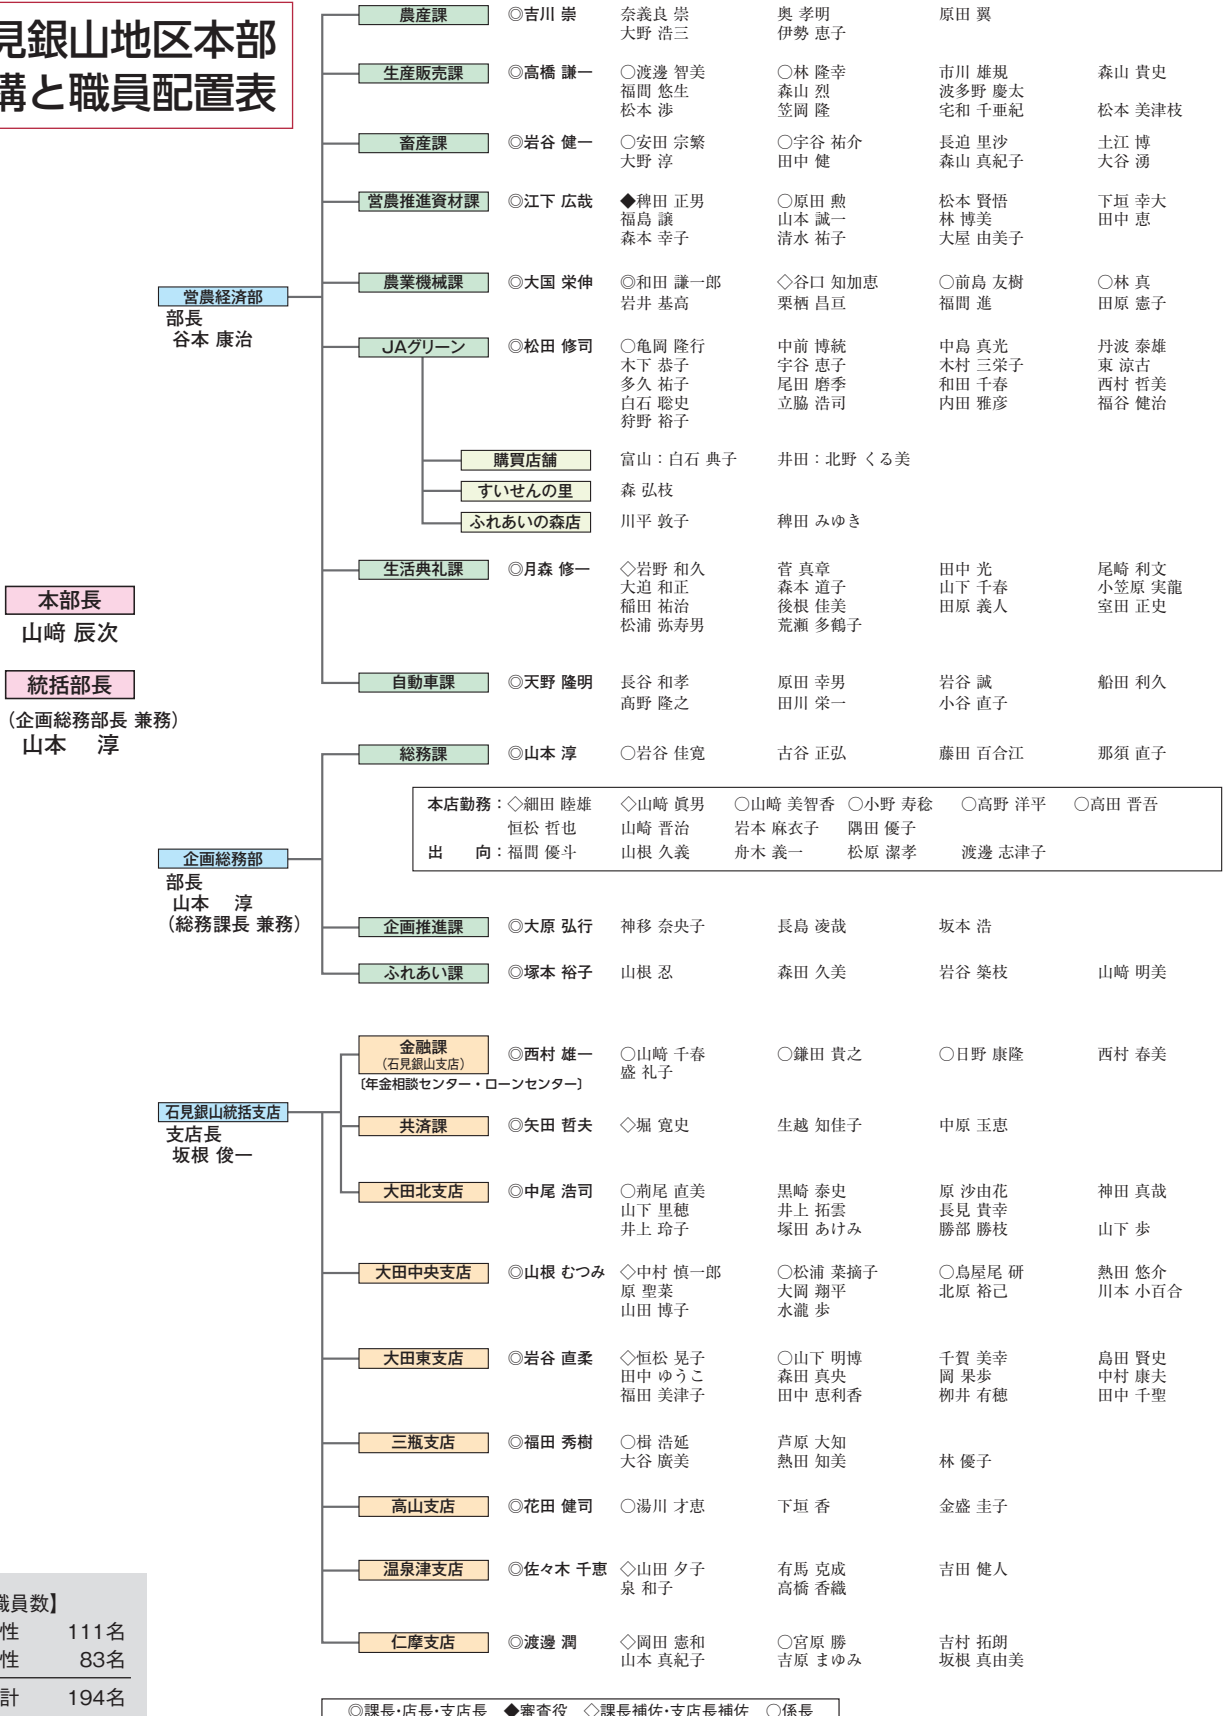 見銀山地区本部
構と職員配置表
農産課 ◎吉川 崇 奈義良 崇 奥 孝明 原田 翼
大野 浩三 伊勢 恵子
生産販売課 ◎高橋 謙一 〇渡邊 智美 〇林 隆幸 市川 雄規 森山 貴史
福間 悠生 森山 烈 波多野 慶太
松本 渉 笠岡 隆 宅和 千亜紀 松本 美津枝
畜産課 ◎岩谷 健一 〇安田 宗繁 〇宇谷 祐介 長迫 里沙 土江 博
大野 淳 田中 健 森山 真紀子 大谷 湧
営農推進資材課 ◎江下 広哉 ◆稗田 正男 〇原田 勲 松本 賢悟 下垣 幸大
福島 譲 山本 誠一 林 博美 田中 恵
森本 幸子 清水 祐子 大屋 由美子
農業機械課 ◎大国 栄伸 ◎和田 謙一郎 ◇谷口 知加恵 〇前島 友樹 〇林 真
岩井 基高 栗栖 昌亘 福間 進 田原 憲子
営農経済部
部長
谷本 康治
JAグリーン ◎松田 修司 〇亀岡 隆行 中前 博統 中島 真光 丹波 泰雄
木下 恭子 宇谷 恵子 木村 三栄子 東 涼古
多久 祐子 尾田 磨季 和田 千春 西村 哲美
白石 聡史 立脇 浩司 内田 雅彦 福谷 健治
狩野 裕子
購買店舗 富山：白石 典子 井田：北野 くる美
すいせんの里 森 弘枝
ふれあいの森店 川平 敦子 稗田 みゆき
生活典礼課 ◎月森 修一 ◇岩野 和久 菅 真章 田中 光 尾崎 利文
大迫 和正 森本 道子 山下 千春 小笠原 実龍
稲田 祐治 後根 佳美 田原 義人 室田 正史
松浦 弥寿男 荒瀬 多鶴子
本部長
山﨑 辰次
統括部長
（企画総務部長 兼務）
山本 淳
自動車課 ◎天野 隆明 長谷 和孝 原田 幸男 岩谷 誠 船田 利久
髙野 隆之 田川 栄一 小谷 直子
総務課 ◎山本 淳 〇岩谷 佳寛 古谷 正弘 藤田 百合江 那須 直子
本店勤務：◇細田 睦雄 ◇山﨑 眞男 〇山﨑 美智香 〇小野 寿稔 〇高野 洋平 〇高田 晋吾
恒松 哲也 山崎 晋治 岩本 麻衣子 隅田 優子
出 向：福間 優斗 山根 久義 舟木 義一 松原 潔孝 渡邊 志津子
企画総務部
部長
山本 淳
（総務課長 兼務）
企画推進課 ◎大原 弘行 神移 奈央子 長島 凌哉 坂本 浩
ふれあい課 ◎塚本 裕子 山根 忍 森田 久美 岩谷 築枝 山﨑 明美
金融課
（石見銀山支店） ◎西村 雄一 〇山﨑 千春 〇鎌田 貴之 〇日野 康隆 西村 春美
盛 礼子
〔年金相談センター・ローンセンター〕
石見銀山統括支店
支店長
坂根 俊一
共済課 ◎矢田 哲夫 ◇堀 寛史 生越 知佳子 中原 玉恵
大田北支店 ◎中尾 浩司 〇荊尾 直美 黒崎 泰史 原 沙由花 神田 真哉
山下 里穂 井上 拓雲 長見 貴幸
井上 玲子 塚田 あけみ 勝部 勝枝 山下 歩
大田中央支店 ◎山根 むつみ ◇中村 慎一郎 〇松浦 菜摘子 〇鳥屋尾 研 熱田 悠介
原 聖菜 大岡 翔平 北原 裕己 川本 小百合
山田 博子 水瀧 歩
大田東支店 ◎岩谷 直柔 ◇恒松 晃子 〇山下 明博 千賀 美幸 島田 賢史
田中 ゆうこ 森田 真央 岡 果歩 中村 康夫
福田 美津子 田中 恵利香 栁井 有穂 田中 千聖
三瓶支店 ◎福田 秀樹 〇楫 浩延 芦原 大知
大谷 廣美 熱田 知美 林 優子
高山支店 ◎花田 健司 〇湯川 才恵 下垣 香 金盛 圭子
温泉津支店 ◎佐々木 千恵 ◇山田 夕子 有馬 克成 吉田 健人
泉 和子 高橋 香織
仁摩支店 ◎渡邊 潤 ◇岡田 憲和 〇宮原 勝 吉村 拓朗
山本 真紀子 吉原 まゆみ 坂根 真由美
職員数】
性 111名
性 83名
計 194名
◎課長・店長・支店長 ◆審査役 ◇課長補佐・支店長補佐 〇係長